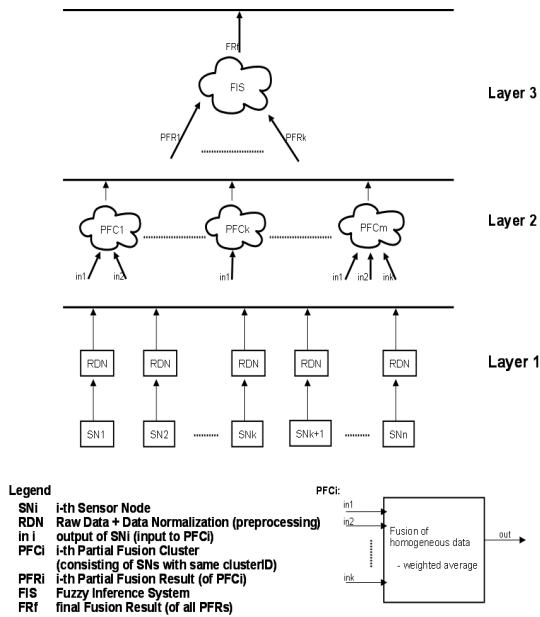 FRf
FIS
Layer 3
PFR1
PFRk
Layer 2
PFC1
PFCk
PFCm
in1
in2
in1
in1
in2
ink
RDN
RDN
RDN
RDN
RDN
Layer 1
SN1
SN2
SNk
SNk+1
SNn
Legend
SNi i-th Sensor Node
RDN Raw Data + Data Normalization (preprocessing)
in i output of SNi (input to PFCi)
PFCi i-th Partial Fusion Cluster
(consisting of SNs with same clusterID)
PFRi i-th Partial Fusion Result (of PFCi)
FIS Fuzzy Inference System
FRf final Fusion Result (of all PFRs)
PFCi:
in1
in2
ink
Fusion of
homogeneous data
- weighted average
out